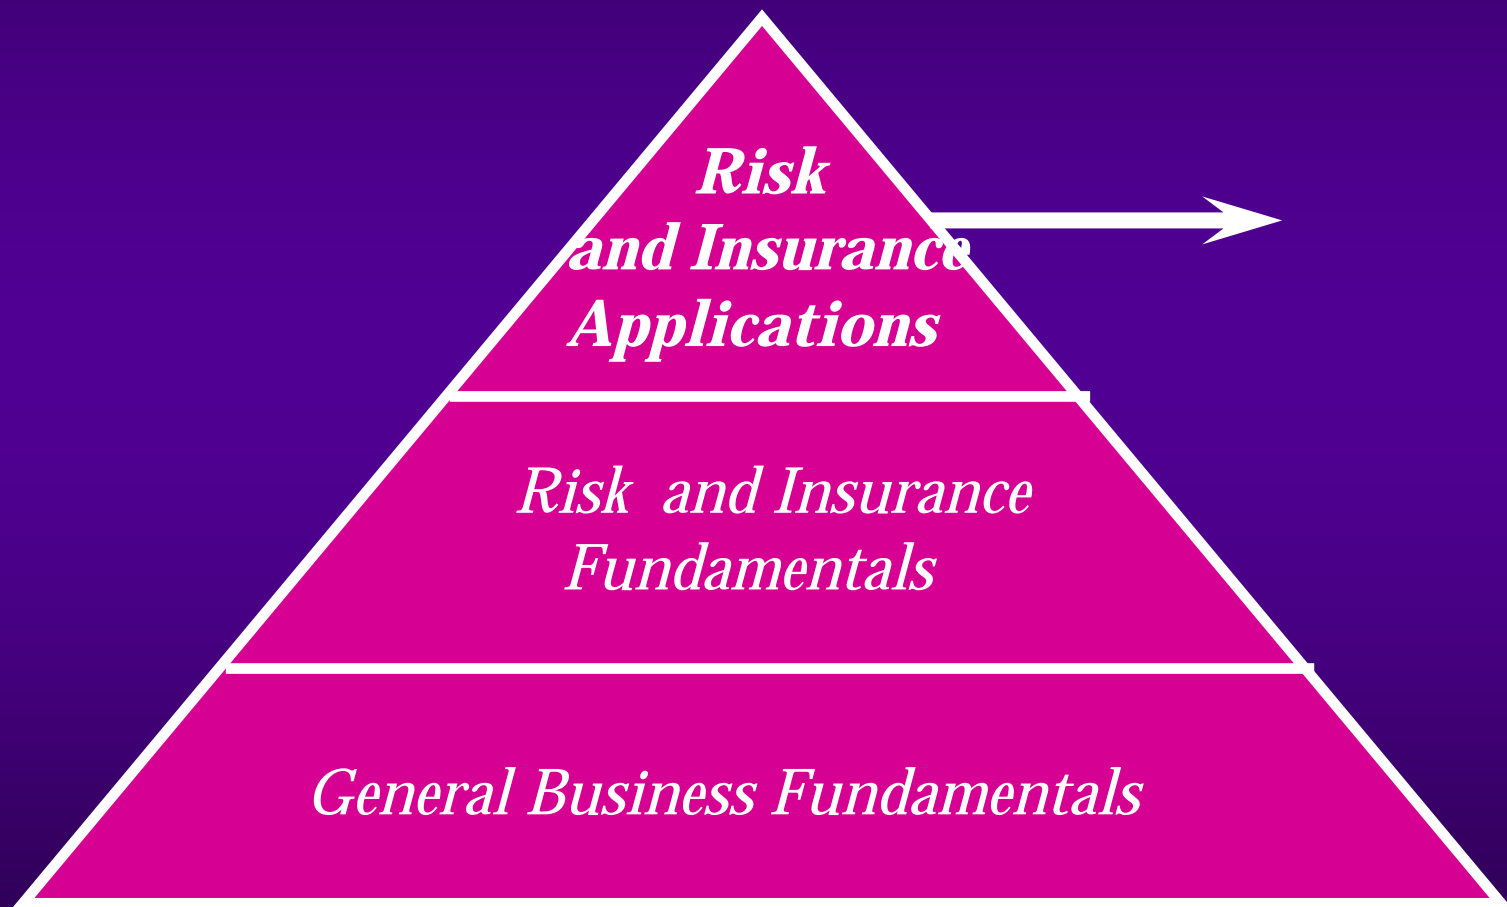 Risk
and Insurance
Applications
Risk and Insurance
Fundamentals
General Business Fundamentals